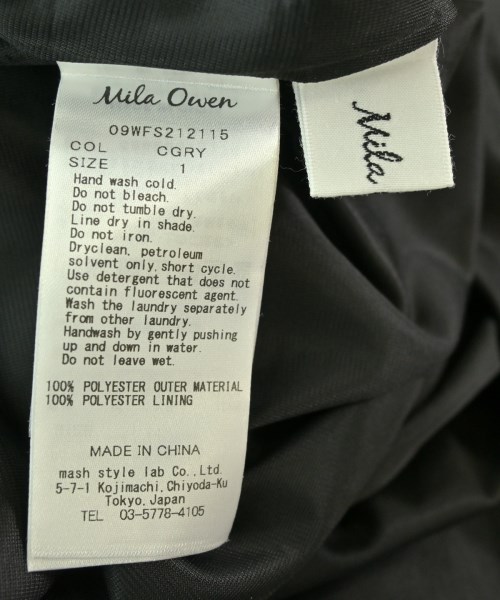 Mila Owen
09WFS212115
COL CGRY
SIZE 1
Hand wash cold.
Do not bleach.
Do not tumble dry.
Line dry in shade.
Do not iron.
Dryclean, petroleum
solvent only, short cycle.
Use detergent that does not
contain fluorescent agent.
Wash the laundry separately
from other laundry.
Handwash by gently pushing
up and down in water.
Do not leave wet.
100% POLYESTER OUTER MATERIAL
100% POLYESTER LINING
MADE IN CHINA
mash style lab Co., Ltd.
5-7-1 Kojimachi, Chiyoda-Ku
Tokyo, Japan
TEL 03-5778-4105
Mila